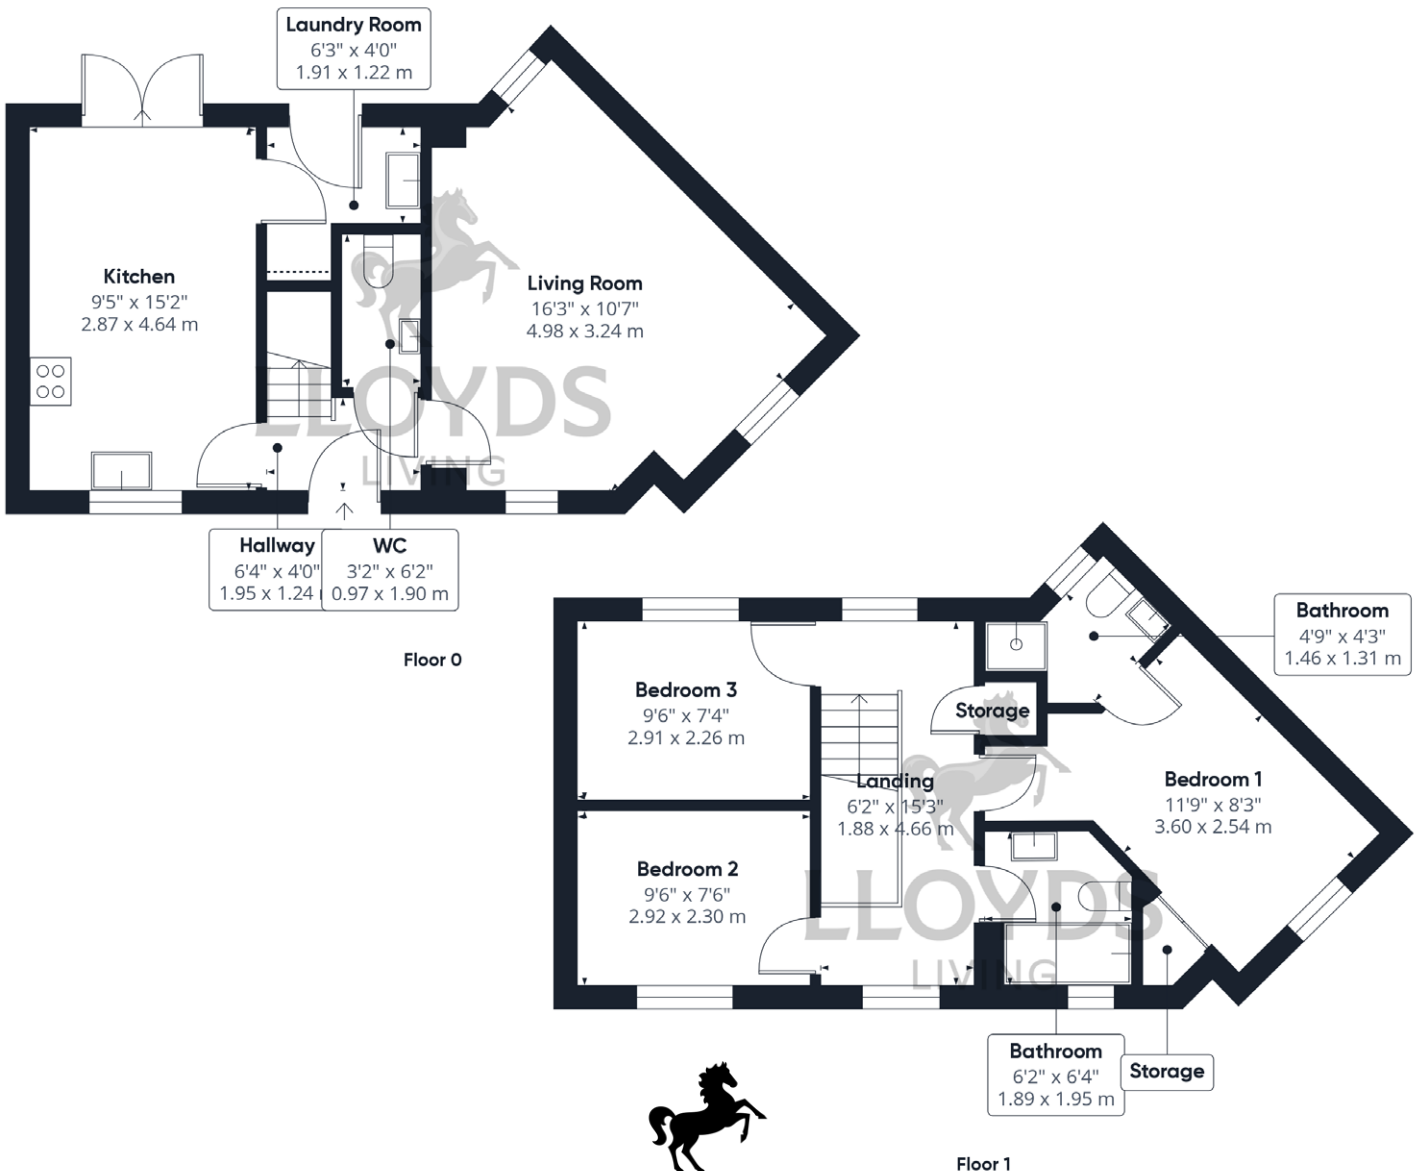 Laundry Room
6'3" x 4'0"
1.91 x 1.22 m
Kitchen
9'5" x 15'2"
2.87 x 4.64 m
Living Room
16'3" x 10'7"
4.98 x 3.24 m
LLOYDS
LIVING
Hallway
6'4" x 4'0"
1.95 x 1.24
WC
3'2" x 6'2"
0.97 x 1.90 m
Floor 0
Bathroom
4'9" x 4'3"
1.46 x 1.31 m
Bedroom 3
9'6" x 7'4"
2.91 x 2.26 m
Storage
Landing
6'2" x 15'3"
1.88 x 4.66 m
Bedroom 1
11'9" x 8'3"
3.60 x 2.54 m
Bedroom 2
9'6" x 7'6"
2.92 x 2.30 m
LLOYDS
LIVING
Bathroom
6'2" x 6'4"
1.89 x 1.95 m
Storage
Floor 1